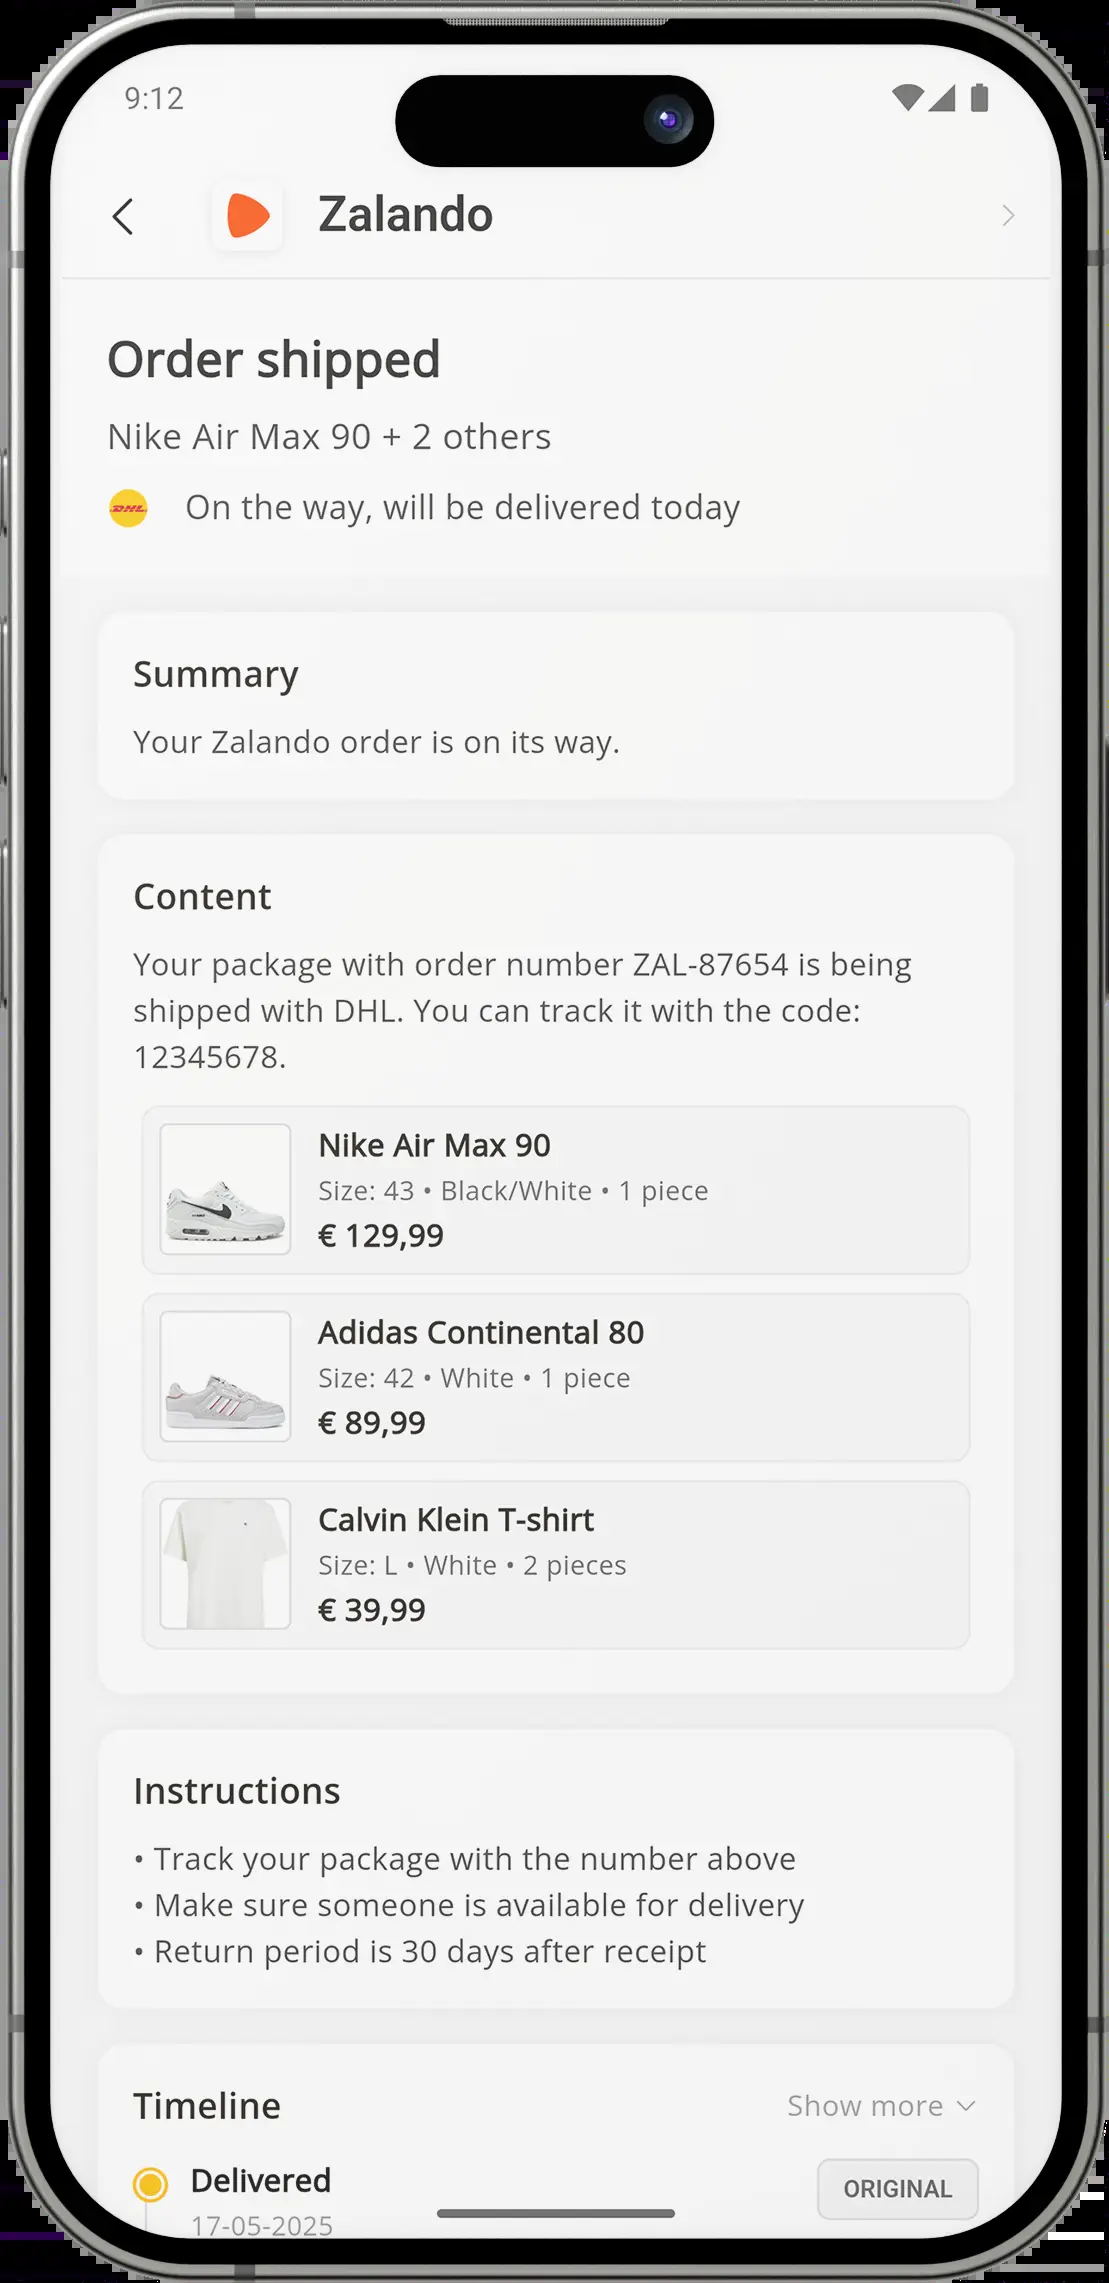 9:12
Zalando
Order shipped
Nike Air Max 90 + 2 others
DHL
On the way, will be delivered today
Summary
Your Zalando order is on its way.
Content
Your package with order number ZAL-87654 is being
shipped with DHL. You can track it with the code:
12345678.
Nike Air Max 90
Size: 43 • Black/White • 1 piece
€ 129,99
Adidas Continental 80
Size: 42 • White • 1 piece
€ 89,99
Calvin Klein T-shirt
Size: L • White • 2 pieces
€ 39,99
Instructions
• Track your package with the number above
• Make sure someone is available for delivery
• Return period is 30 days after receipt
Timeline
Show more
Delivered
ORIGINAL
17-05-2025